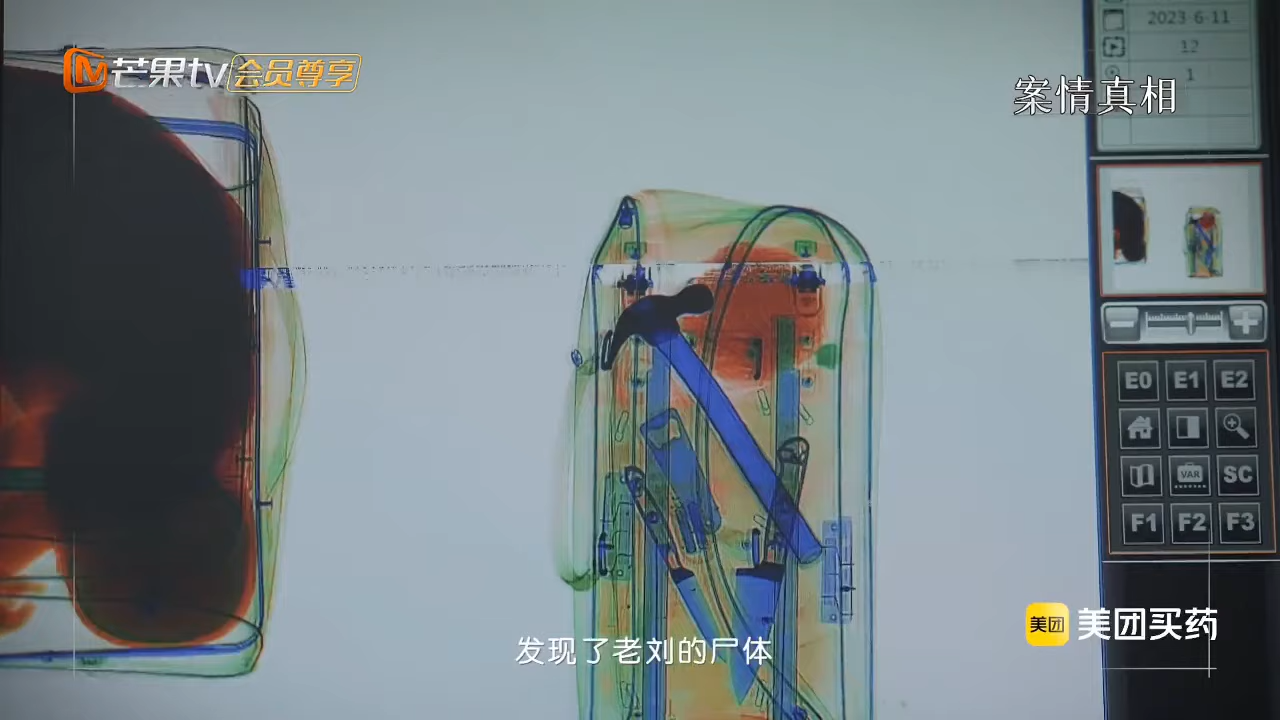 2023-6-11
12
芒果tv 会员尊享
1
案情真相
E0 E1 E2
VAR SC
F1 F2 F3
美团 美团买药
发现了老刘的尸体